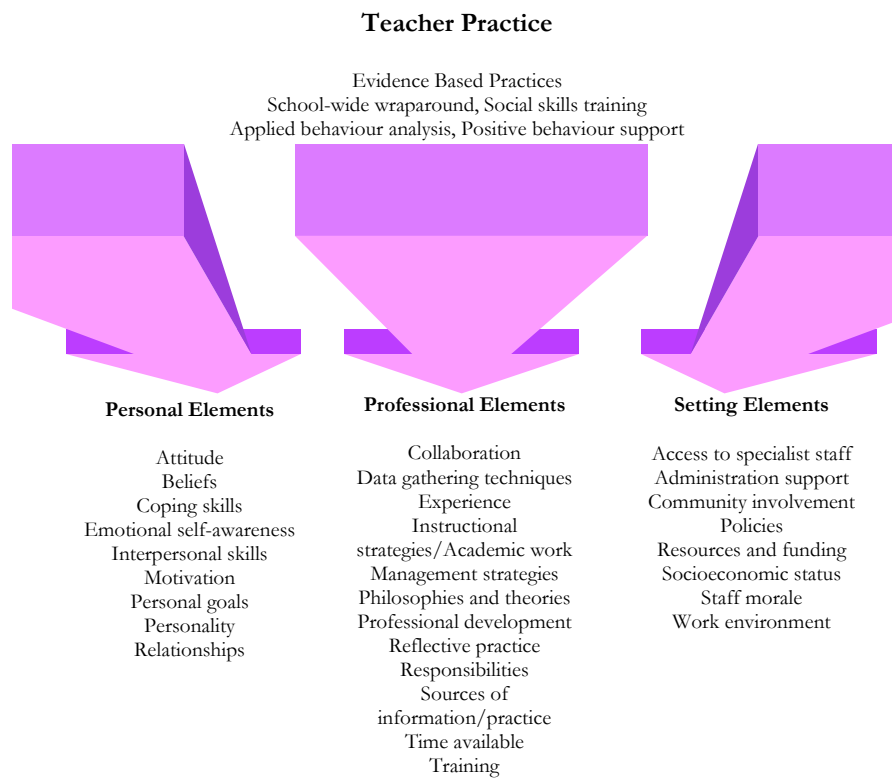 Teacher Practice
Evidence Based Practices
School-wide wraparound, Social skills training
Applied behaviour analysis, Positive behaviour support
Personal Elements
Attitude
Beliefs
Coping skills
Emotional self-awareness
Interpersonal skills
Motivation
Personal goals
Personality
Relationships
Professional Elements
Collaboration
Data gathering techniques
Experience
Instructional
strategies/Academic work
Management strategies
Philosophies and theories
Professional development
Reflective practice
Responsibilities
Sources of
information/practice
Time available
Training
Setting Elements
Access to specialist staff
Administration support
Community involvement
Policies
Resources and funding
Socioeconomic status
Staff morale
Work environment